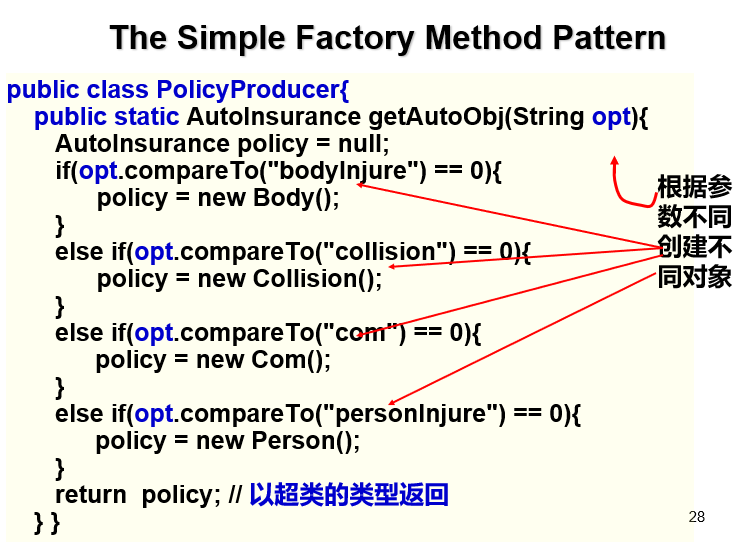 The Simple Factory Method Pattern
public class PolicyProducer{
public static AutoInsurance getAutoObj(String opt){
AutoInsurance policy = null;
if(opt.compareTo("bodyInjure") == 0){
policy = new Body();
}
else if(opt.compareTo("collision") == 0){
policy = new Collision();
}
else if(opt.compareTo("com") == 0){
policy = new Com();
}
else if(opt.compareTo("personInjure") == 0){
policy = new Person();
}
return policy; // 以超类的类型返回
} }
根据参
数不同
创建不
同对象
28